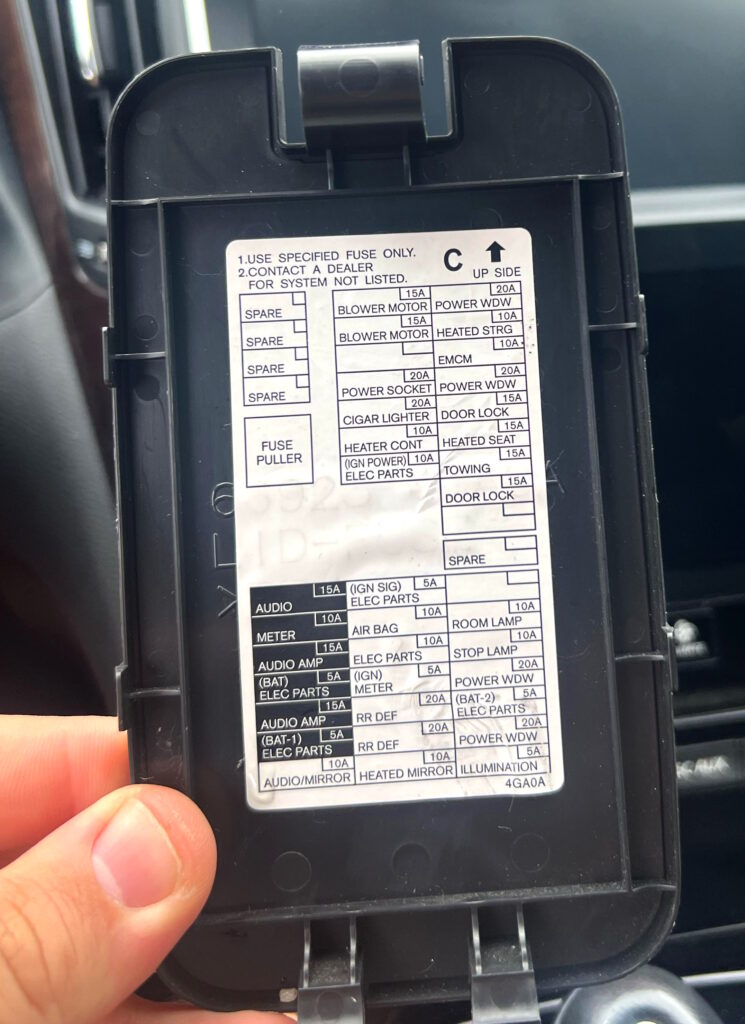 1.USE SPECIFIED FUSE ONLY.
2.CONTACT A DEALER
FOR SYSTEM NOT LISTED.
C
UP SIDE
SPARE
SPARE
SPARE
SPARE
FUSE
PULLER
15A
BLOWER MOTOR
15A
BLOWER MOTOR
20A
POWER SOCKET
20A
CIGAR LIGHTER
10A
HEATER CONT
(IGN POWER) 10A
ELEC PARTS
20A
POWER WDW
10A
HEATED STRG
10A
EMCM
20A
POWER WDW
15A
DOOR LOCK
15A
HEATED SEAT
15A
TOWING
15A
DOOR LOCK
SPARE
15A
AUDIO
10A
METER
15A
AUDIO AMP
(BAT) 5A
ELEC PARTS
15A
AUDIO AMP
(BAT-1) 5A
ELEC PARTS
10A
AUDIO/MIRROR
(IGN SIG) 5A
ELEC PARTS
10A
AIR BAG
10A
ELEC PARTS
(IGN) 5A
METER
20A
RR DEF
20A
RR DEF
10A
HEATED MIRROR
10A
ROOM LAMP
10A
STOP LAMP
20A
POWER WDW
(BAT-2) 5A
ELEC PARTS
20A
POWER WDW
5A
ILLUMINATION
4GA0A